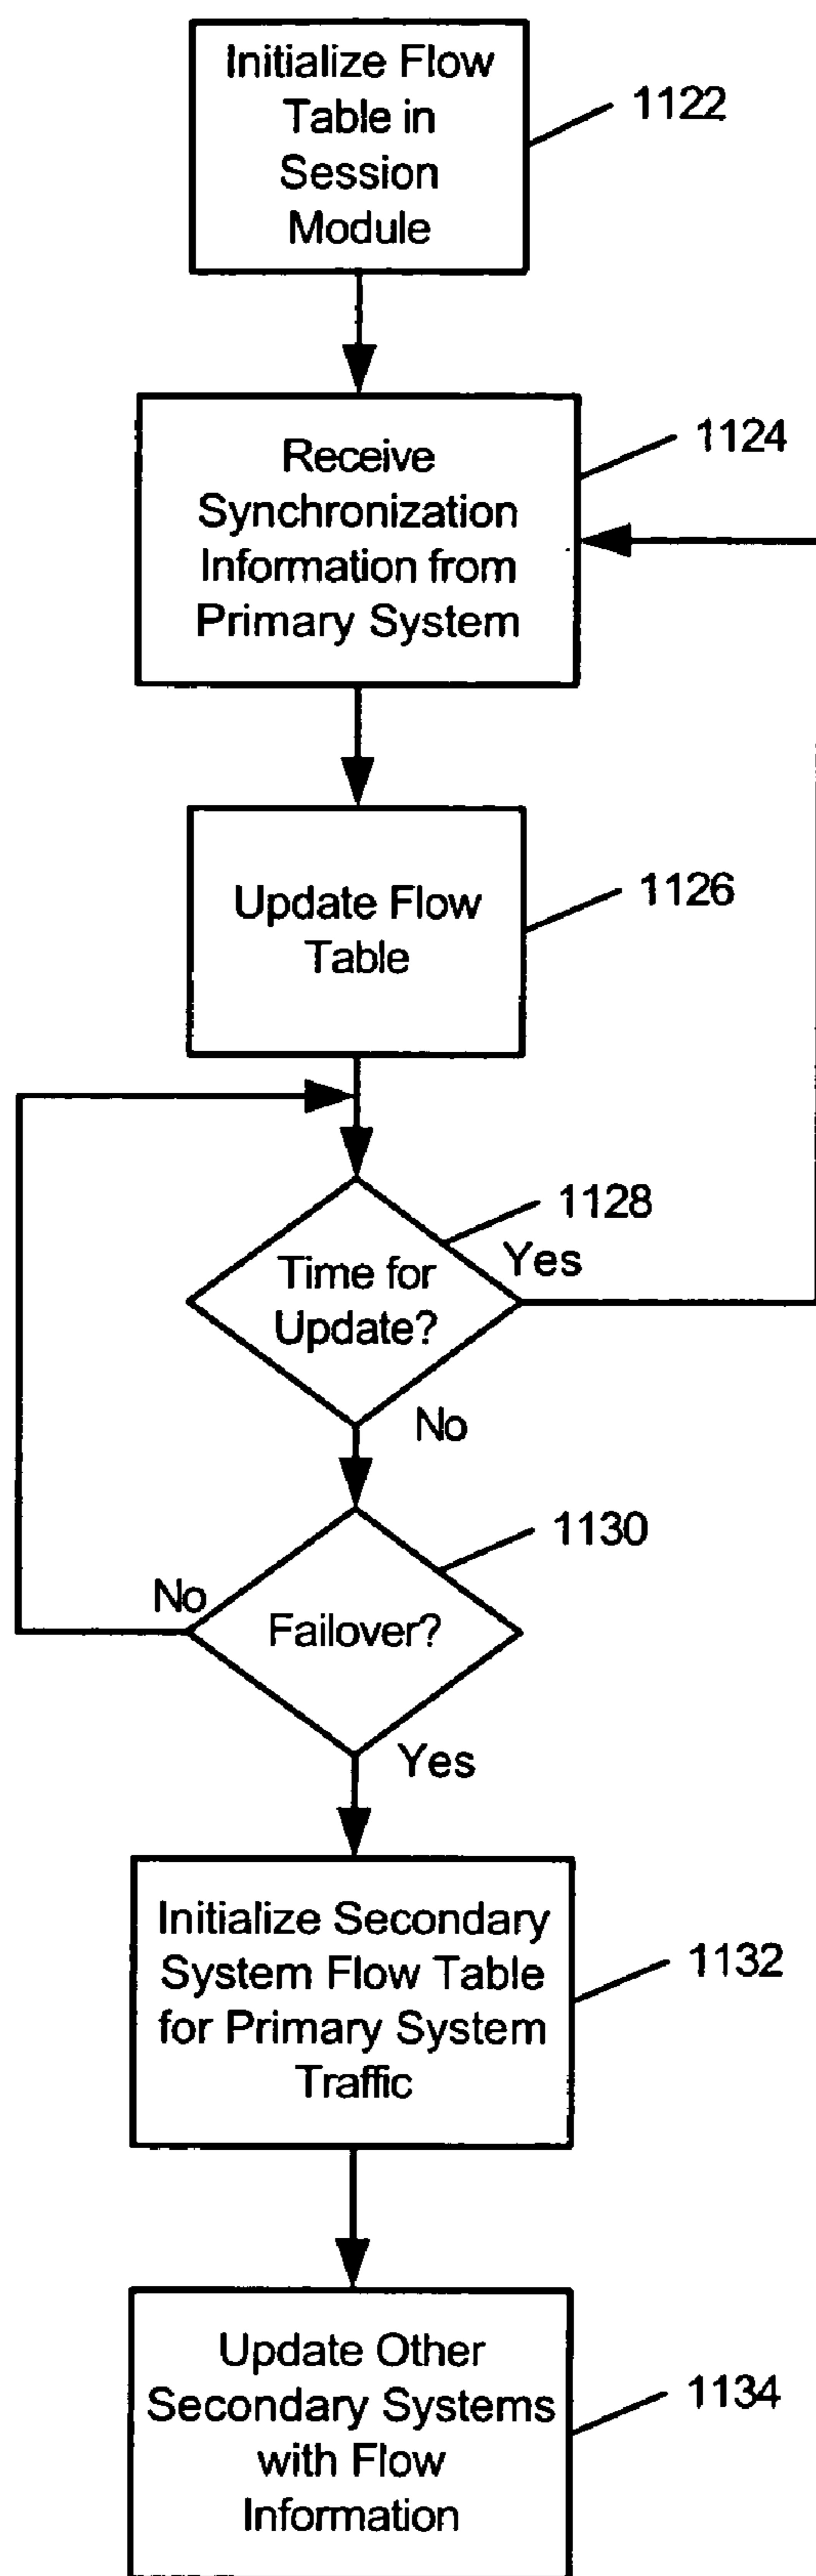 Initialize Flow
Table in
Session
Module
1122
Receive
Synchronization
Information from
Primary System
1124
Update Flow
Table
1126
Time for
Update?
1128
Yes
No
Failover?
1130
No
Yes
Initialize Secondary
System Flow Table
for Primary System
Traffic
1132
Update Other
Secondary Systems
with Flow
Information
1134